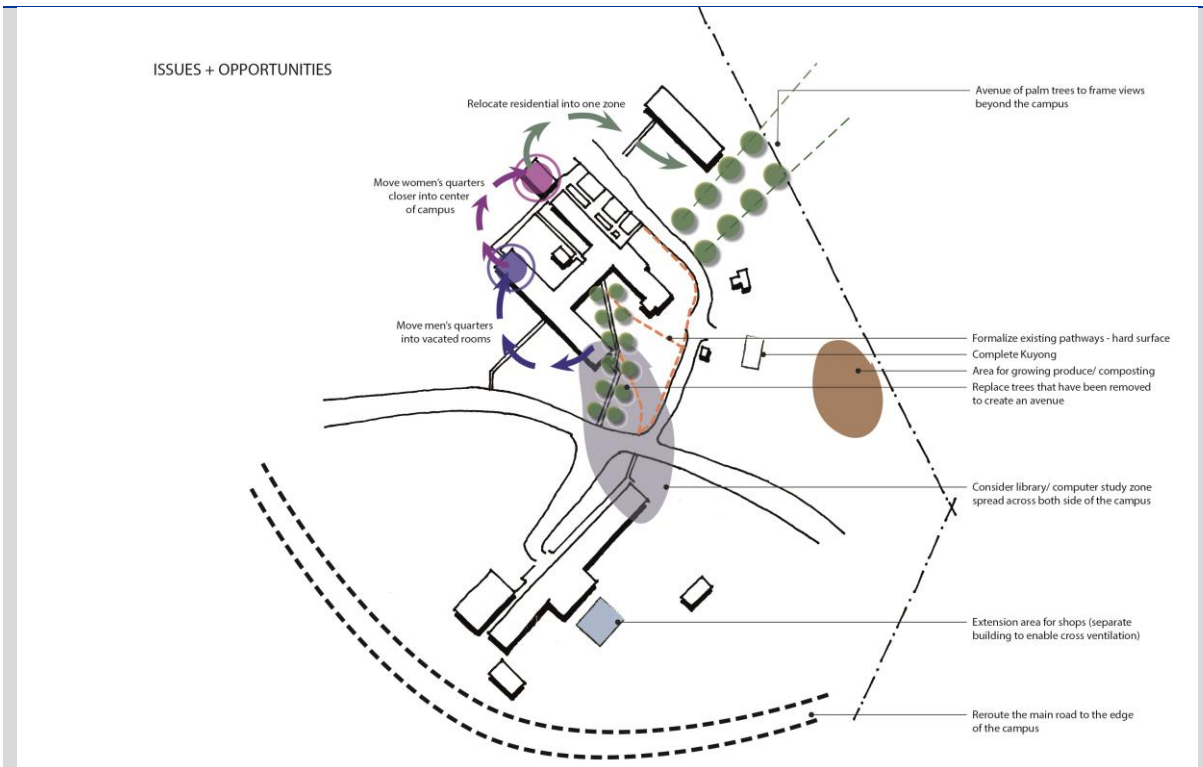 ISSUES + OPPORTUNITIES
Relocate residential into one zone
Avenue of palm trees to frame views
beyond the campus
Move women's quarters
closer into center
of campus
Move men's quarters
into vacated rooms
Formalize existing pathways - hard surface
Complete Kuyong
Area for growing produce/ composting
Replace trees that have been removed
to create an avenue
Consider library/ computer study zone
spread across both side of the campus
Extension area for shops (separate
building to enable cross ventilation)
Reroute the main road to the edge
of the campus